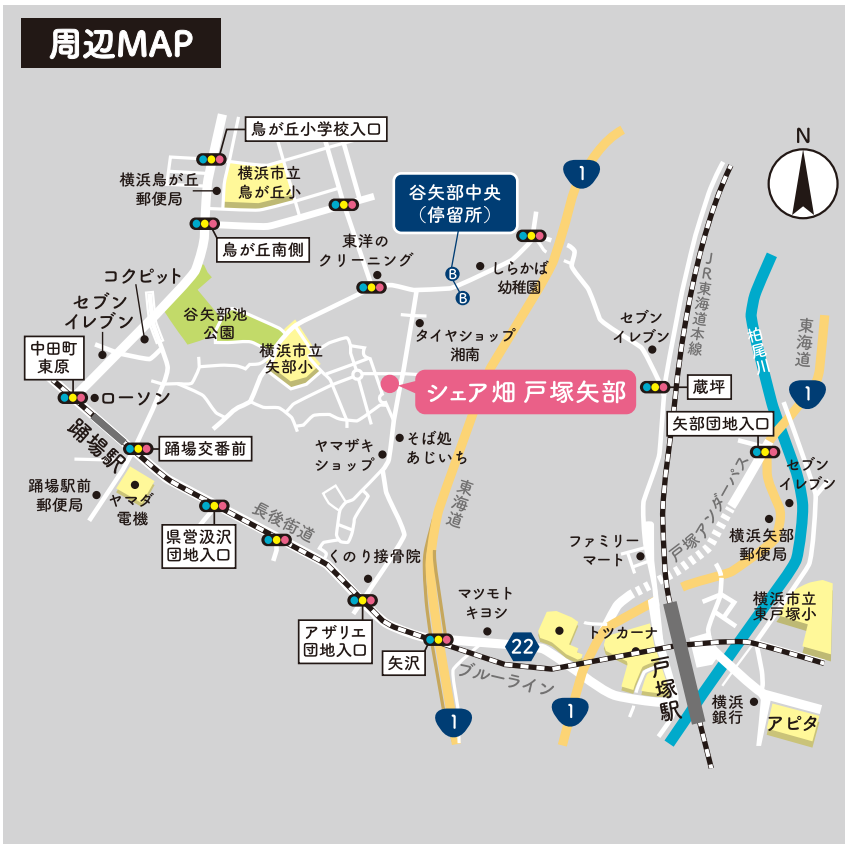 周辺MAP
鳥が丘小学校入口
N
横浜鳥が丘
郵便局
横浜市立
鳥が丘小
谷矢部中央
（停留所）
1
鳥が丘南側
東洋の
クリーニング
B
B
しらかば
幼稚園
JR東海道本線
コクピット
セブン
イレブン
谷矢部池
公園
横浜市立
矢部小
タイヤショップ
湘南
セブン
イレブン
柏尾川
東海道
1
中田町
東原
ローソン
シェア畑 戸塚矢部
蔵坪
矢部団地入口
踊場駅
踊場交番前
ヤマザキ
ショップ
そば処
あじいち
セブン
イレブン
踊場駅前
郵便局
ヤマダ
電機
長後街道
東海道
戸塚アンダーパス
横浜矢部
郵便局
県営汲沢
団地入口
くのり接骨院
ファミリー
マート
マツモト
キヨシ
横浜市立
東戸塚小
アザリエ
団地入口
矢沢
22
トツカーナ
ブルーライン
戸塚駅
1
1
横浜
銀行
アピタ